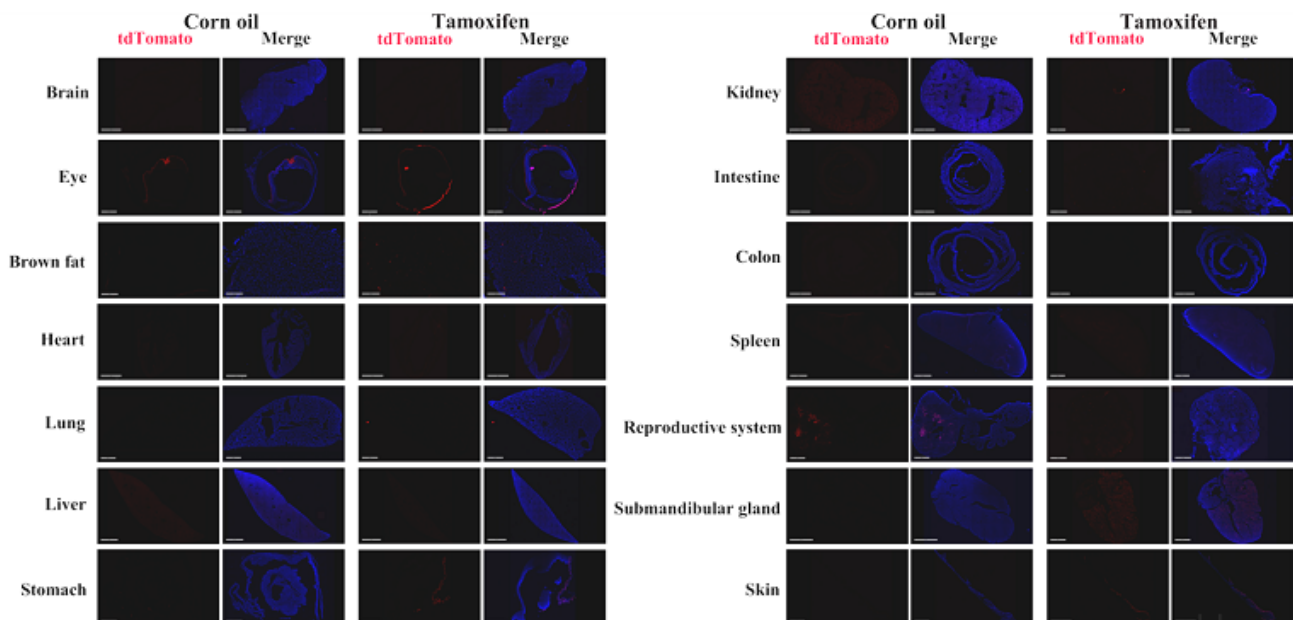 Corn oil Tamoxifen
tdTomato Merge tdTomato Merge
Brain
Eye
Brown fat
Heart
Lung
Liver
Stomach
Corn oil Tamoxifen
tdTomato Merge tdTomato Merge
Kidney
Intestine
Colon
Spleen
Reproductive system
Submandibular gland
Skin